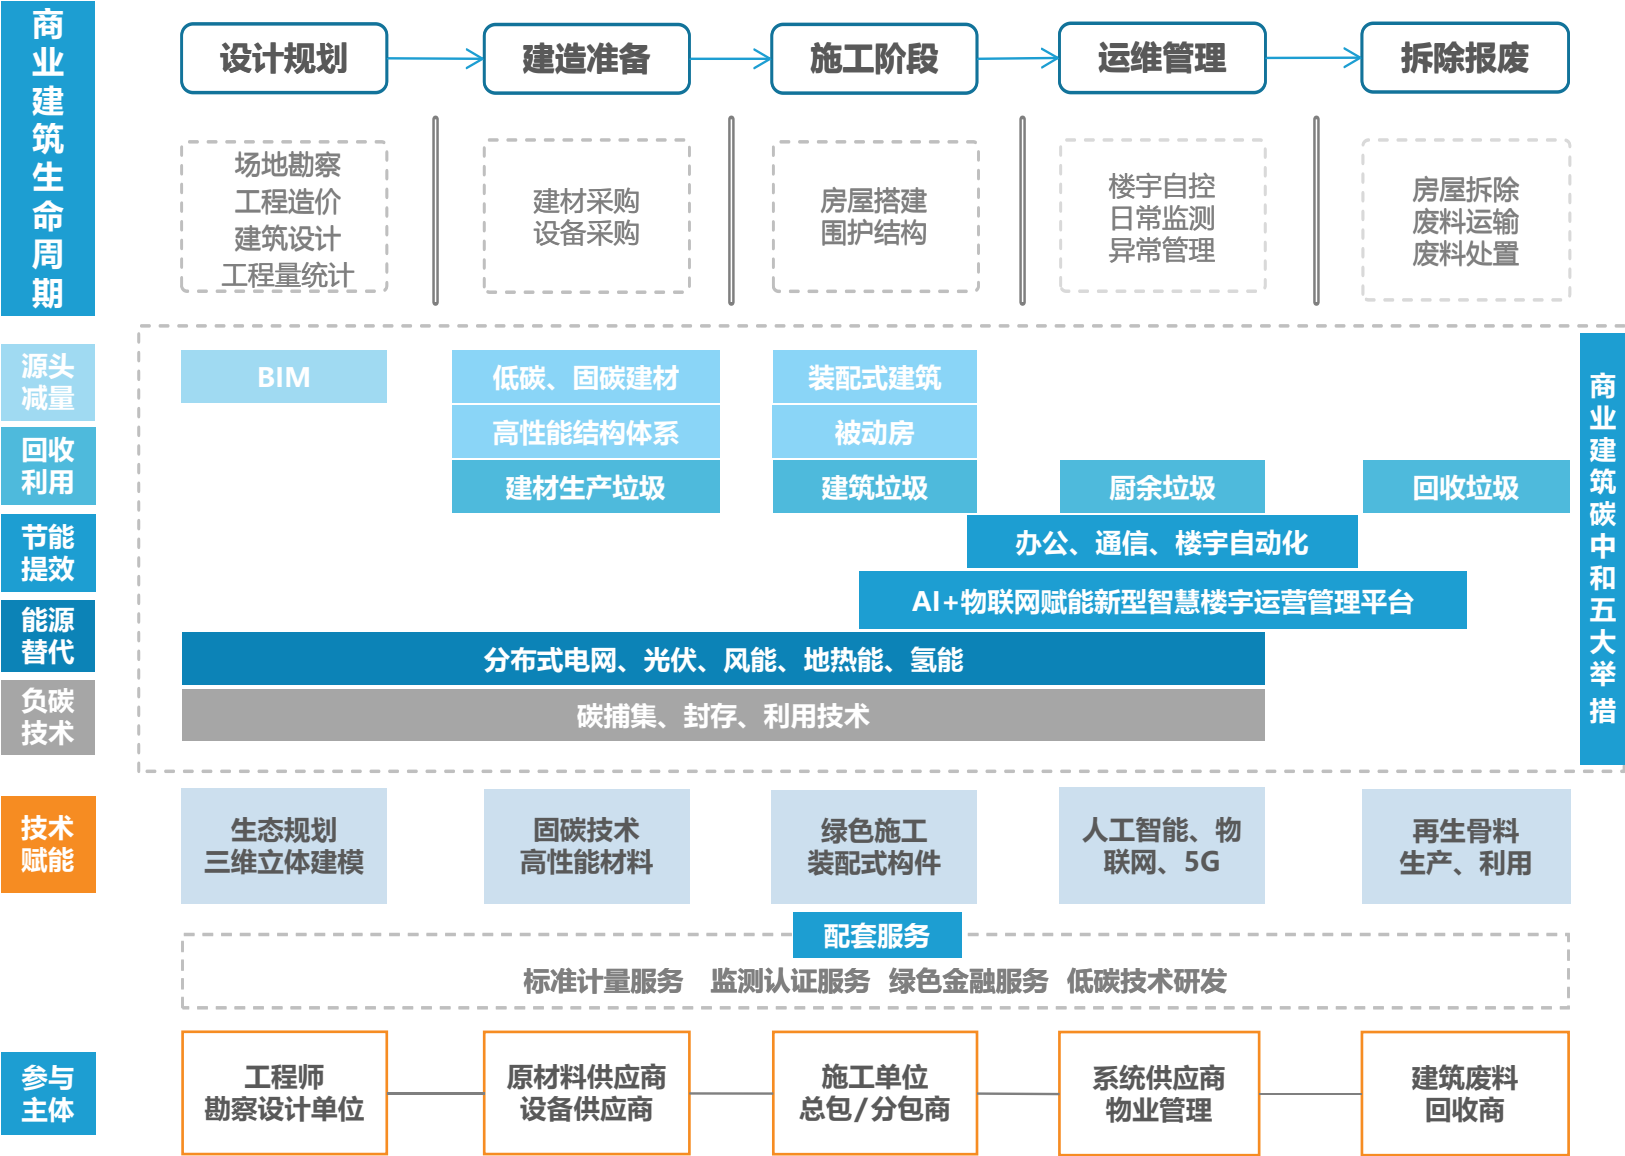 商业建筑生命周期
设计规划
建造准备
施工阶段
运维管理
拆除报废
场地勘察
工程造价
建筑设计
工程量统计
建材采购
设备采购
房屋搭建
围护结构
楼宇自控
日常监测
异常管理
房屋拆除
废料运输
废料处置
商业建筑碳中和五大举措
源头
减量
BIM
低碳、固碳建材
装配式建筑
高性能结构体系
被动房
回收
利用
建材生产垃圾
建筑垃圾
厨余垃圾
回收垃圾
节能
提效
办公、通信、楼宇自动化
AI+物联网赋能新型智慧楼宇运营管理平台
能源
替代
分布式电网、光伏、风能、地热能、氢能
负碳
技术
碳捕集、封存、利用技术
技术
赋能
生态规划
三维立体建模
固碳技术
高性能材料
绿色施工
装配式构件
人工智能、物
联网、5G
再生骨料
生产、利用
配套服务
标准计量服务 监测认证服务 绿色金融服务 低碳技术研发
参与
主体
工程师
勘察设计单位
原材料供应商
设备供应商
施工单位
总包/分包商
系统供应商
物业管理
建筑废料
回收商